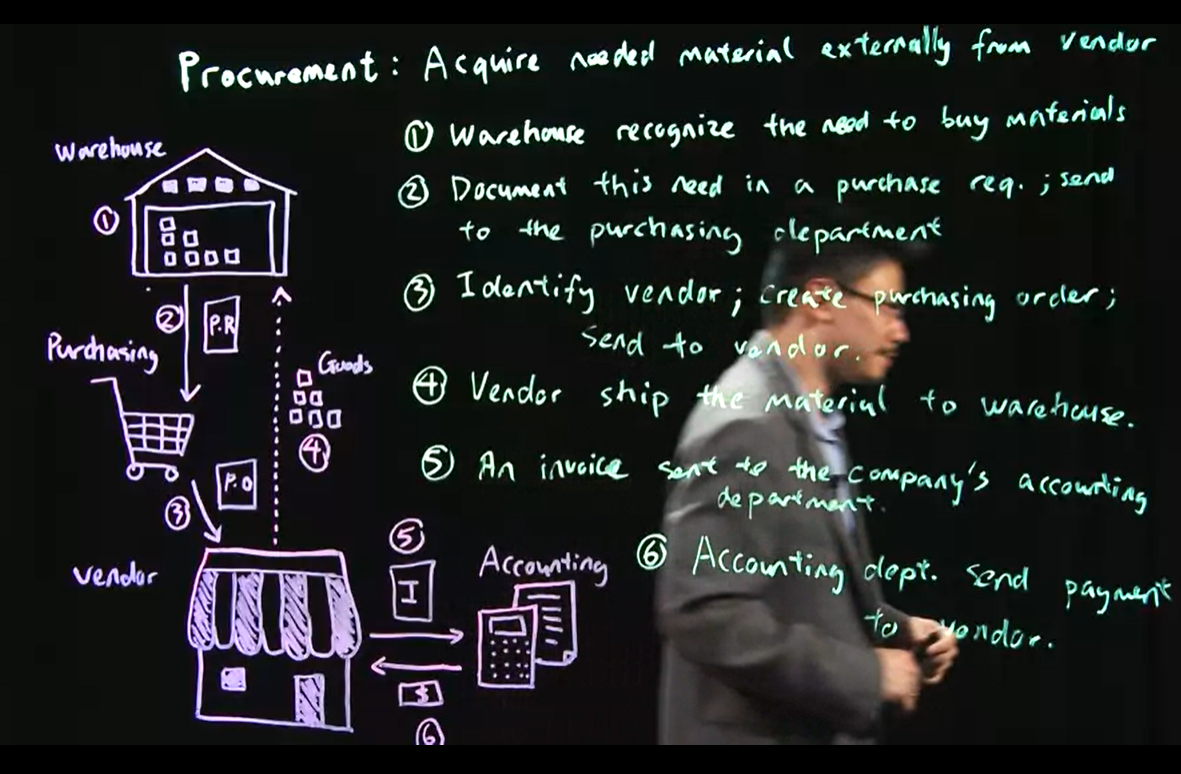 Procurement: Acquire needed material externally from vendor
① Warehouse recognize the need to buy materials
② Document this need in a purchase req.; send
to the purchasing department
③ Identify vendor; create purchasing order;
send to vendor.
④ Vendor ship the material to warehouse.
⑤ An invoice sent to the company's accounting
department.
⑥ Accounting dept. send payment
to vendor.
Warehouse
①
②
P.R
Purchasing
Goods
④
P.O
③
Vendor
⑤
I
Accounting
$
⑥